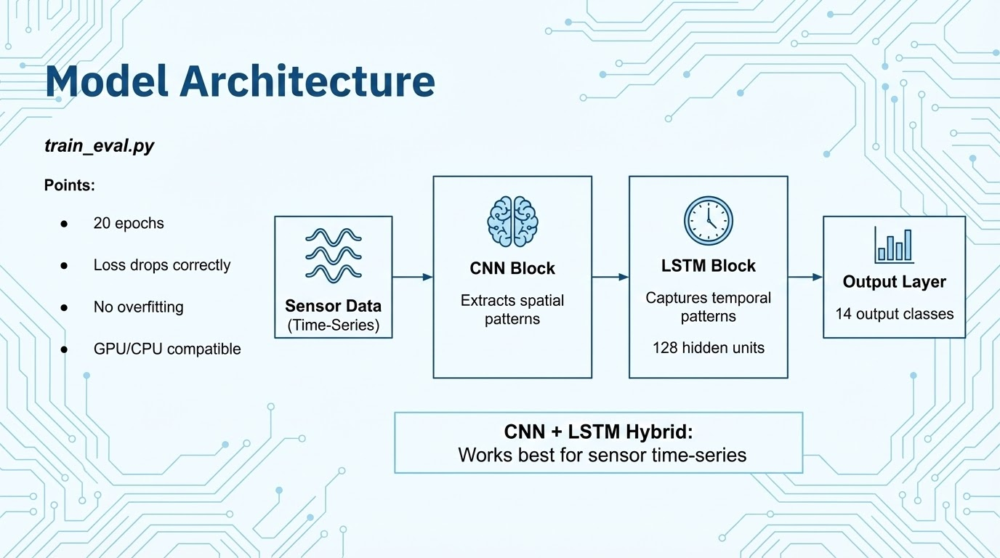 Model Architecture
train_eval.py
Points:
● 20 epochs
● Loss drops correctly
● No overfitting
● GPU/CPU compatible
Sensor Data
(Time-Series)
CNN Block
Extracts spatial
patterns
LSTM Block
Captures temporal
patterns
128 hidden units
Output Layer
14 output classes
CNN + LSTM Hybrid:
Works best for sensor time-series